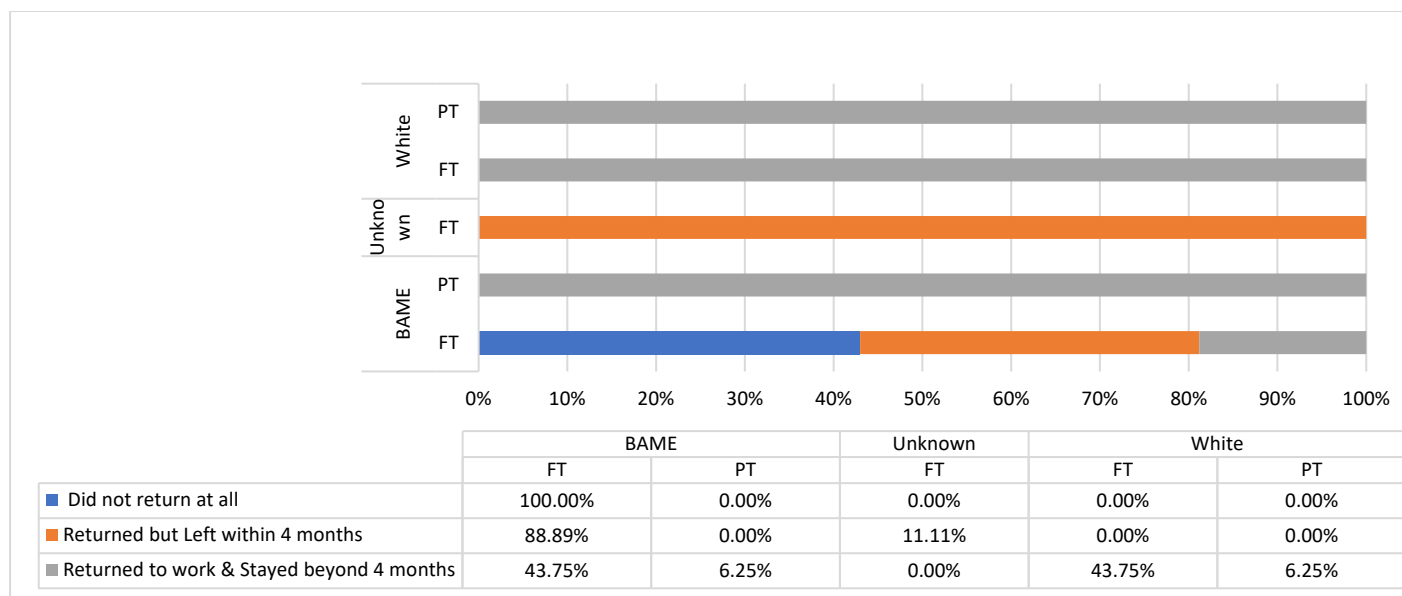 White
PT
FT
Unkno
wn
FT
BAME
PT
FT
0% 10% 20% 30% 40% 50% 60% 70% 80% 90% 100%
BAME Unknown White
FT PT FT FT PT
Did not return at all 100.00% 0.00% 0.00% 0.00% 0.00%
Returned but Left within 4 months 88.89% 0.00% 11.11% 0.00% 0.00%
Returned to work & Stayed beyond 4 months 43.75% 6.25% 0.00% 43.75% 6.25%